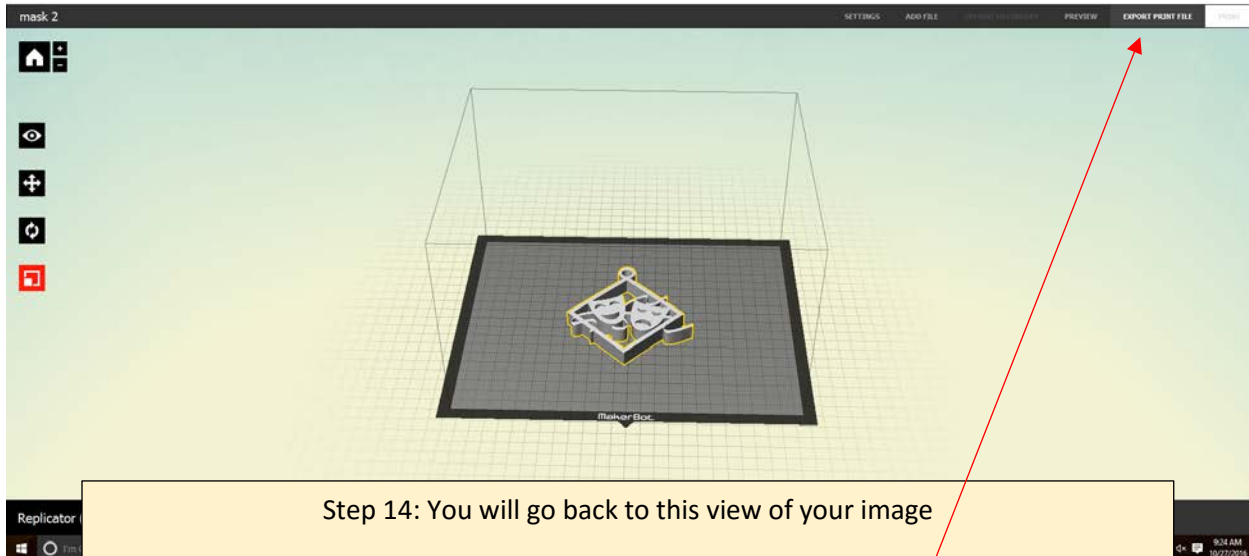 mask 2
SETTINGS ADD FILE PREVIEW EXPORT PRINT FILE PRINT
+
-
MakerBot
Step 14: You will go back to this view of your image
Replicator (
I'm
9:24 AM